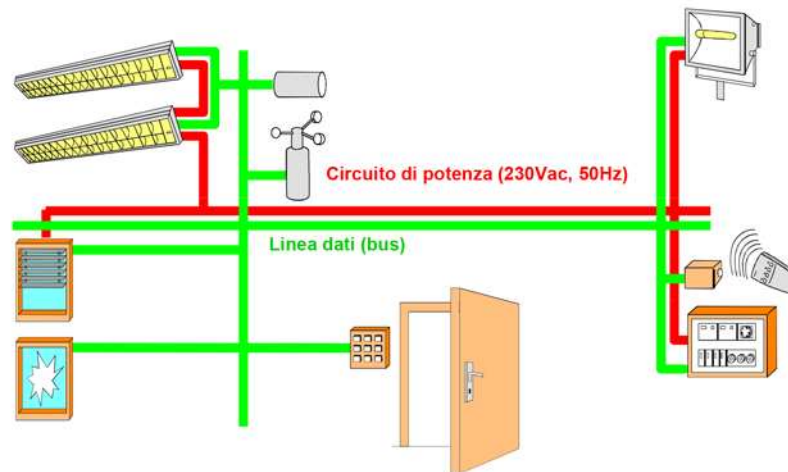 Circuito di potenza (230Vac, 50Hz)
Linea dati (bus)